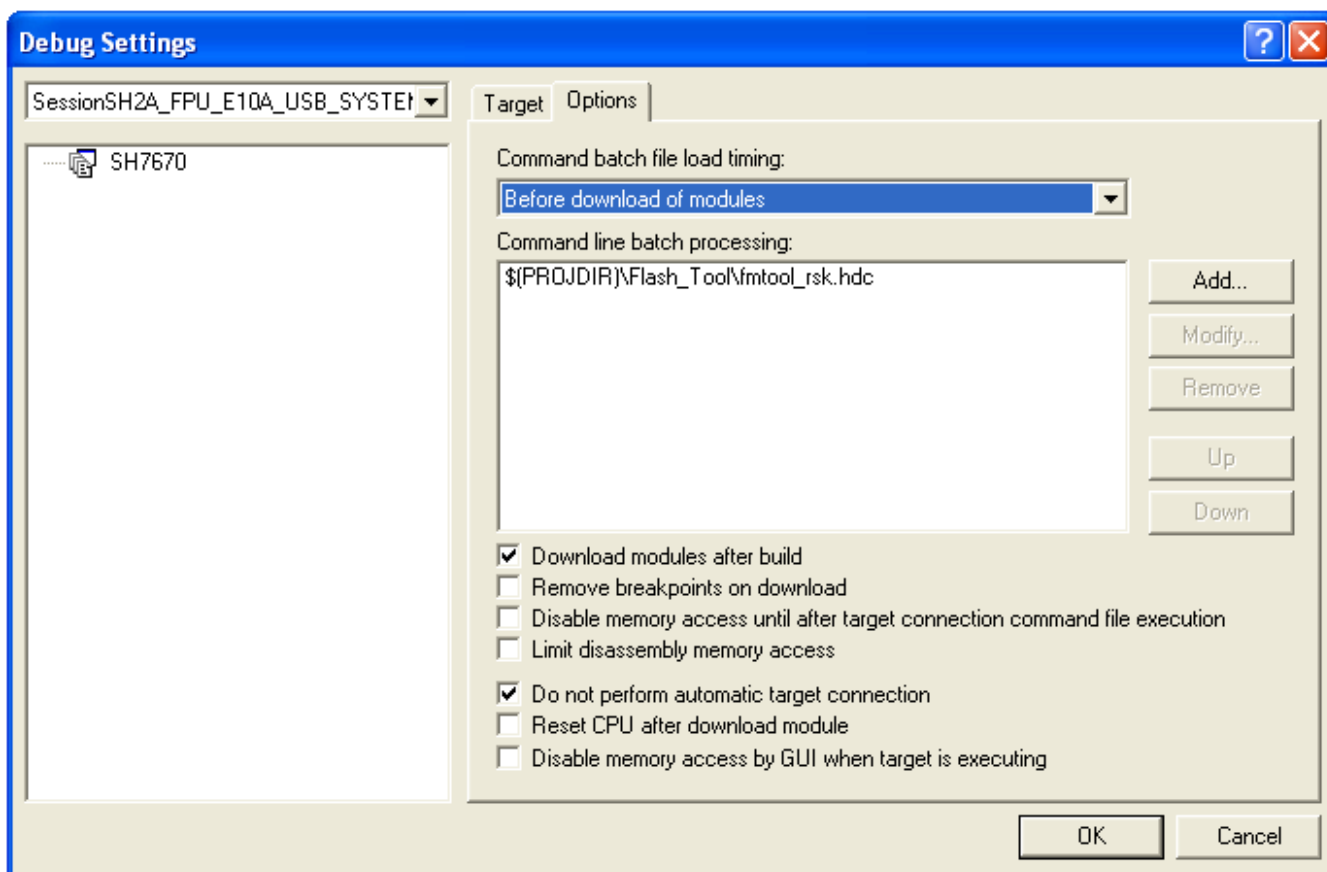 Debug Settings
SessionSH2A_FPU_E10A_USB_SYSTEM
SH7670
Target
Options
Command batch file load timing:
Before download of modules
Command line batch processing:
$(PROJDIR)\Flash_Tool\fmtool_rsk.hdc
Add...
Modify...
Remove
Up
Down
Download modules after build
Remove breakpoints on download
Disable memory access until after target connection command file execution
Limit disassembly memory access
Do not perform automatic target connection
Reset CPU after download module
Disable memory access by GUI when target is executing
OK
Cancel